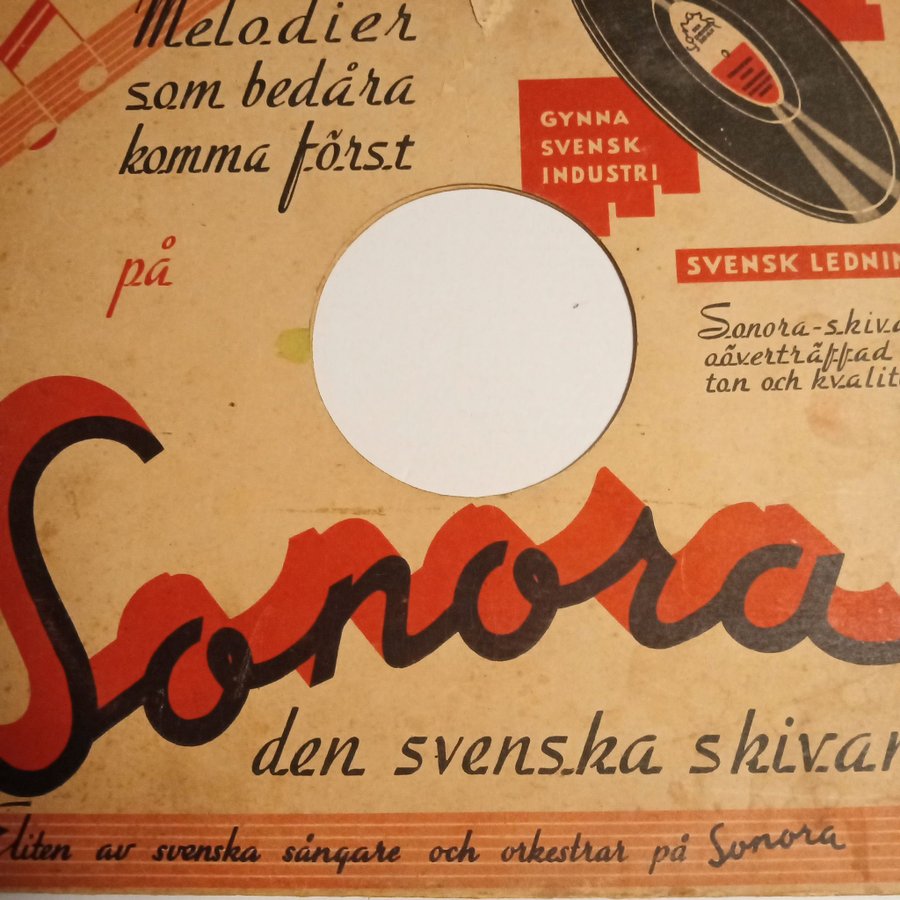 Melodier
som bedåra
komma först
på
GYNNA
SVENSK
INDUSTRI
SVENSK LEDNIN
Sonora-skiva
oöverträffad
ton och kvalite
Sonora
den svenska skivan
Eliten av svenska sångare och orkestrar på Sonora